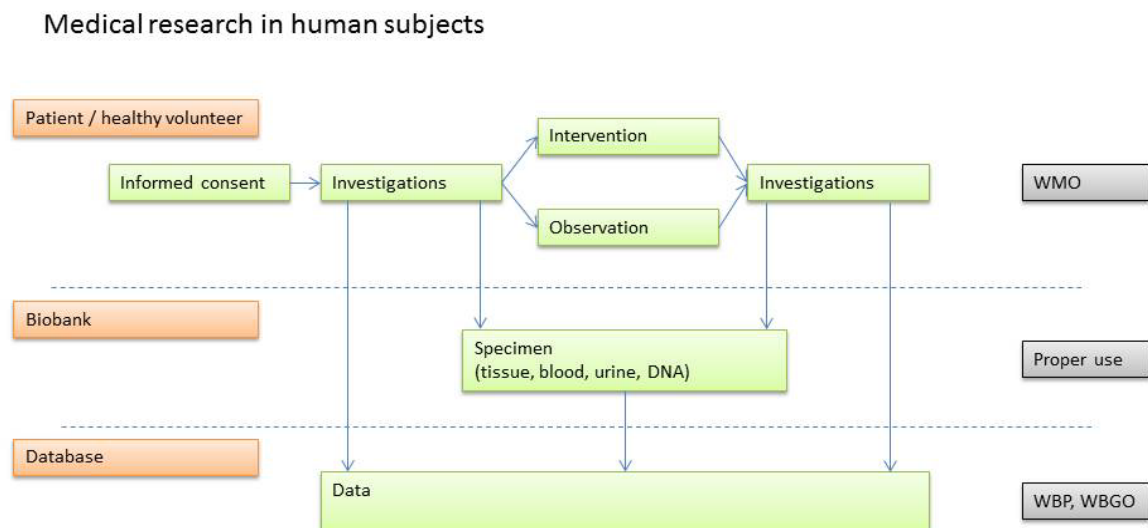 Medical research in human subjects
Patient / healthy volunteer
Intervention
Informed consent
Investigations
Investigations
WMO
Observation
Biobank
Specimen
(tissue, blood, urine, DNA)
Proper use
Database
Data
WBP, WBGO